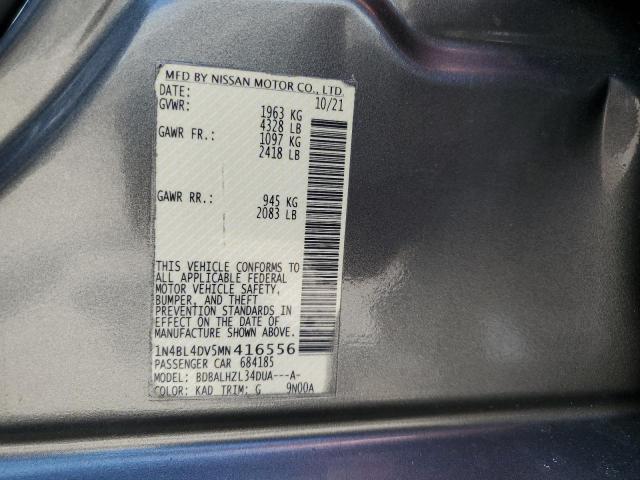 MFD BY NISSAN MOTOR CO., LTD.
DATE: 10/21
GVWR: 1963 KG
4328 LB
GAWR FR.: 1097 KG
2418 LB
GAWR RR.: 945 KG
2083 LB
THIS VEHICLE CONFORMS TO
ALL APPLICABLE FEDERAL
MOTOR VEHICLE SAFETY,
BUMPER, AND THEFT
PREVENTION STANDARDS IN
EFFECT ON THE DATE OF
MANUFACTURE SHOWN ABOVE.
1N4BL4DV5MN416556
PASSENGER CAR 684185
MODEL: BDBALHZL34DUA---A-
COLOR: KAD TRIM: G 9N00A